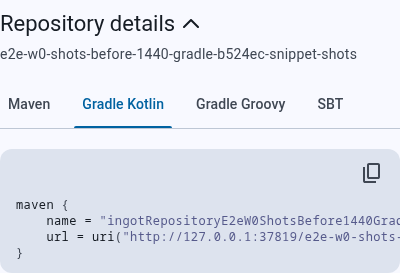 Repository details
e2e-w0-shots-before-1440-gradle-b524ec-snippet-shots
Maven Gradle Kotlin Gradle Groovy SBT
maven {
    name = "ingotRepositoryE2eW0ShotsBefore1440Grad
    url = uri("http://127.0.0.1:37819/e2e-w0-shots-
}